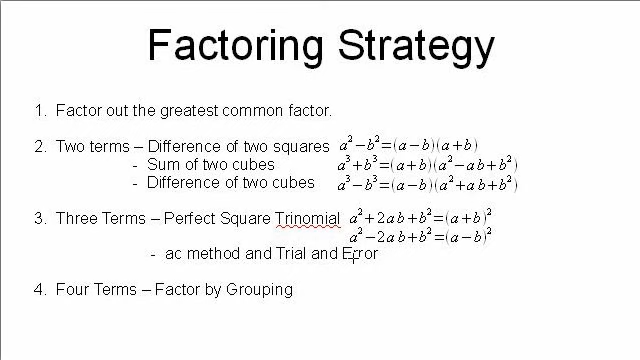 Factoring Strategy
1. Factor out the greatest common factor.
2. Two terms – Difference of two squares a²−b²=(a−b)(a+b)
- Sum of two cubes a³+b³=(a+b)(a²−ab+b²)
- Difference of two cubes a³−b³=(a−b)(a²+ab+b²)
3. Three Terms – Perfect Square Trinomial a²+2ab+b²=(a+b)²
a²−2ab+b²=(a−b)²
- ac method and Trial and Error
4. Four Terms – Factor by Grouping